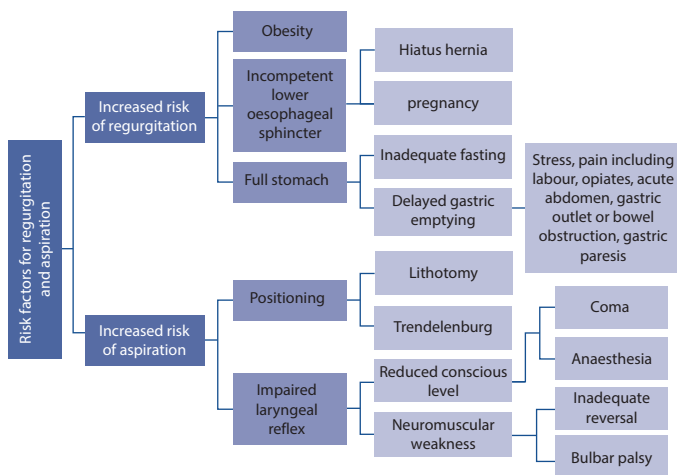 Risk factors for regurgitation
and aspiration
Increased risk
of regurgitation
Obesity
Incompetent
lower
oesophageal
sphincter
Hiatus hernia
pregnancy
Full stomach
Inadequate fasting
Delayed gastric
emptying
Stress, pain including
labour, opiates, acute
abdomen, gastric
outlet or bowel
obstruction, gastric
paresis
Increased risk
of aspiration
Positioning
Lithotomy
Trendelenburg
Impaired
laryngeal
reflex
Reduced conscious
level
Coma
Anaesthesia
Neuromuscular
weakness
Inadequate
reversal
Bulbar palsy